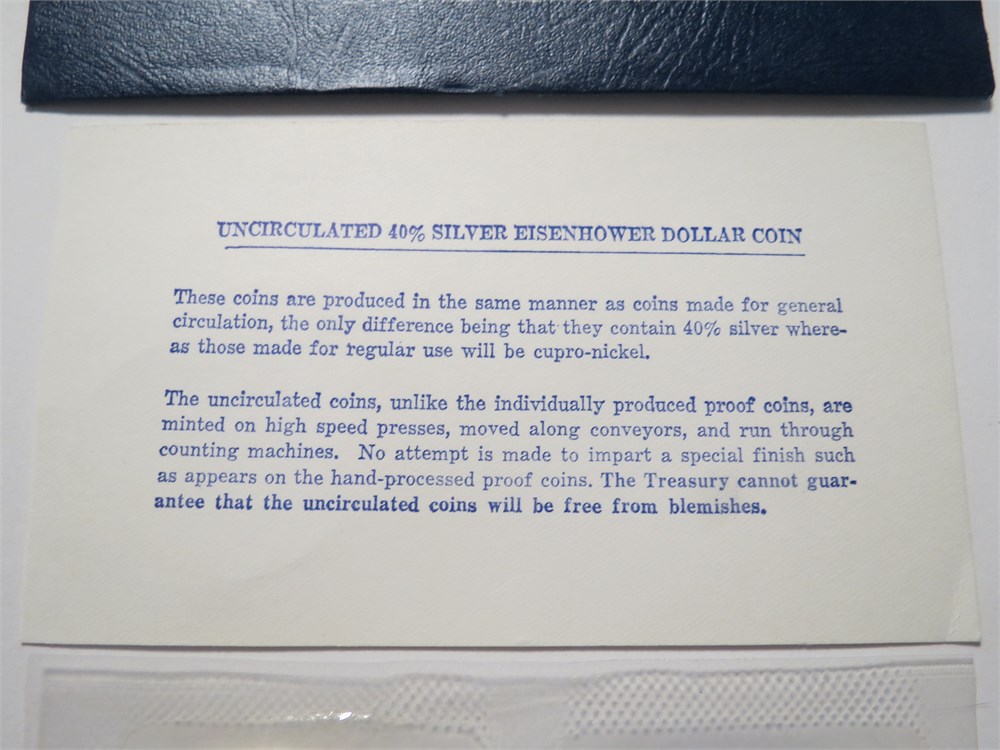 UNCIRCULATED 40% SILVER EISENHOWER DOLLAR COIN
These coins are produced in the same manner as coins made for general
circulation, the only difference being that they contain 40% silver where-
as those made for regular use will be cupro-nickel.
The uncirculated coins, unlike the individually produced proof coins, are
minted on high speed presses, moved along conveyors, and run through
counting machines. No attempt is made to impart a special finish such
as appears on the hand-processed proof coins. The Treasury cannot guar-
antee that the uncirculated coins will be free from blemishes.